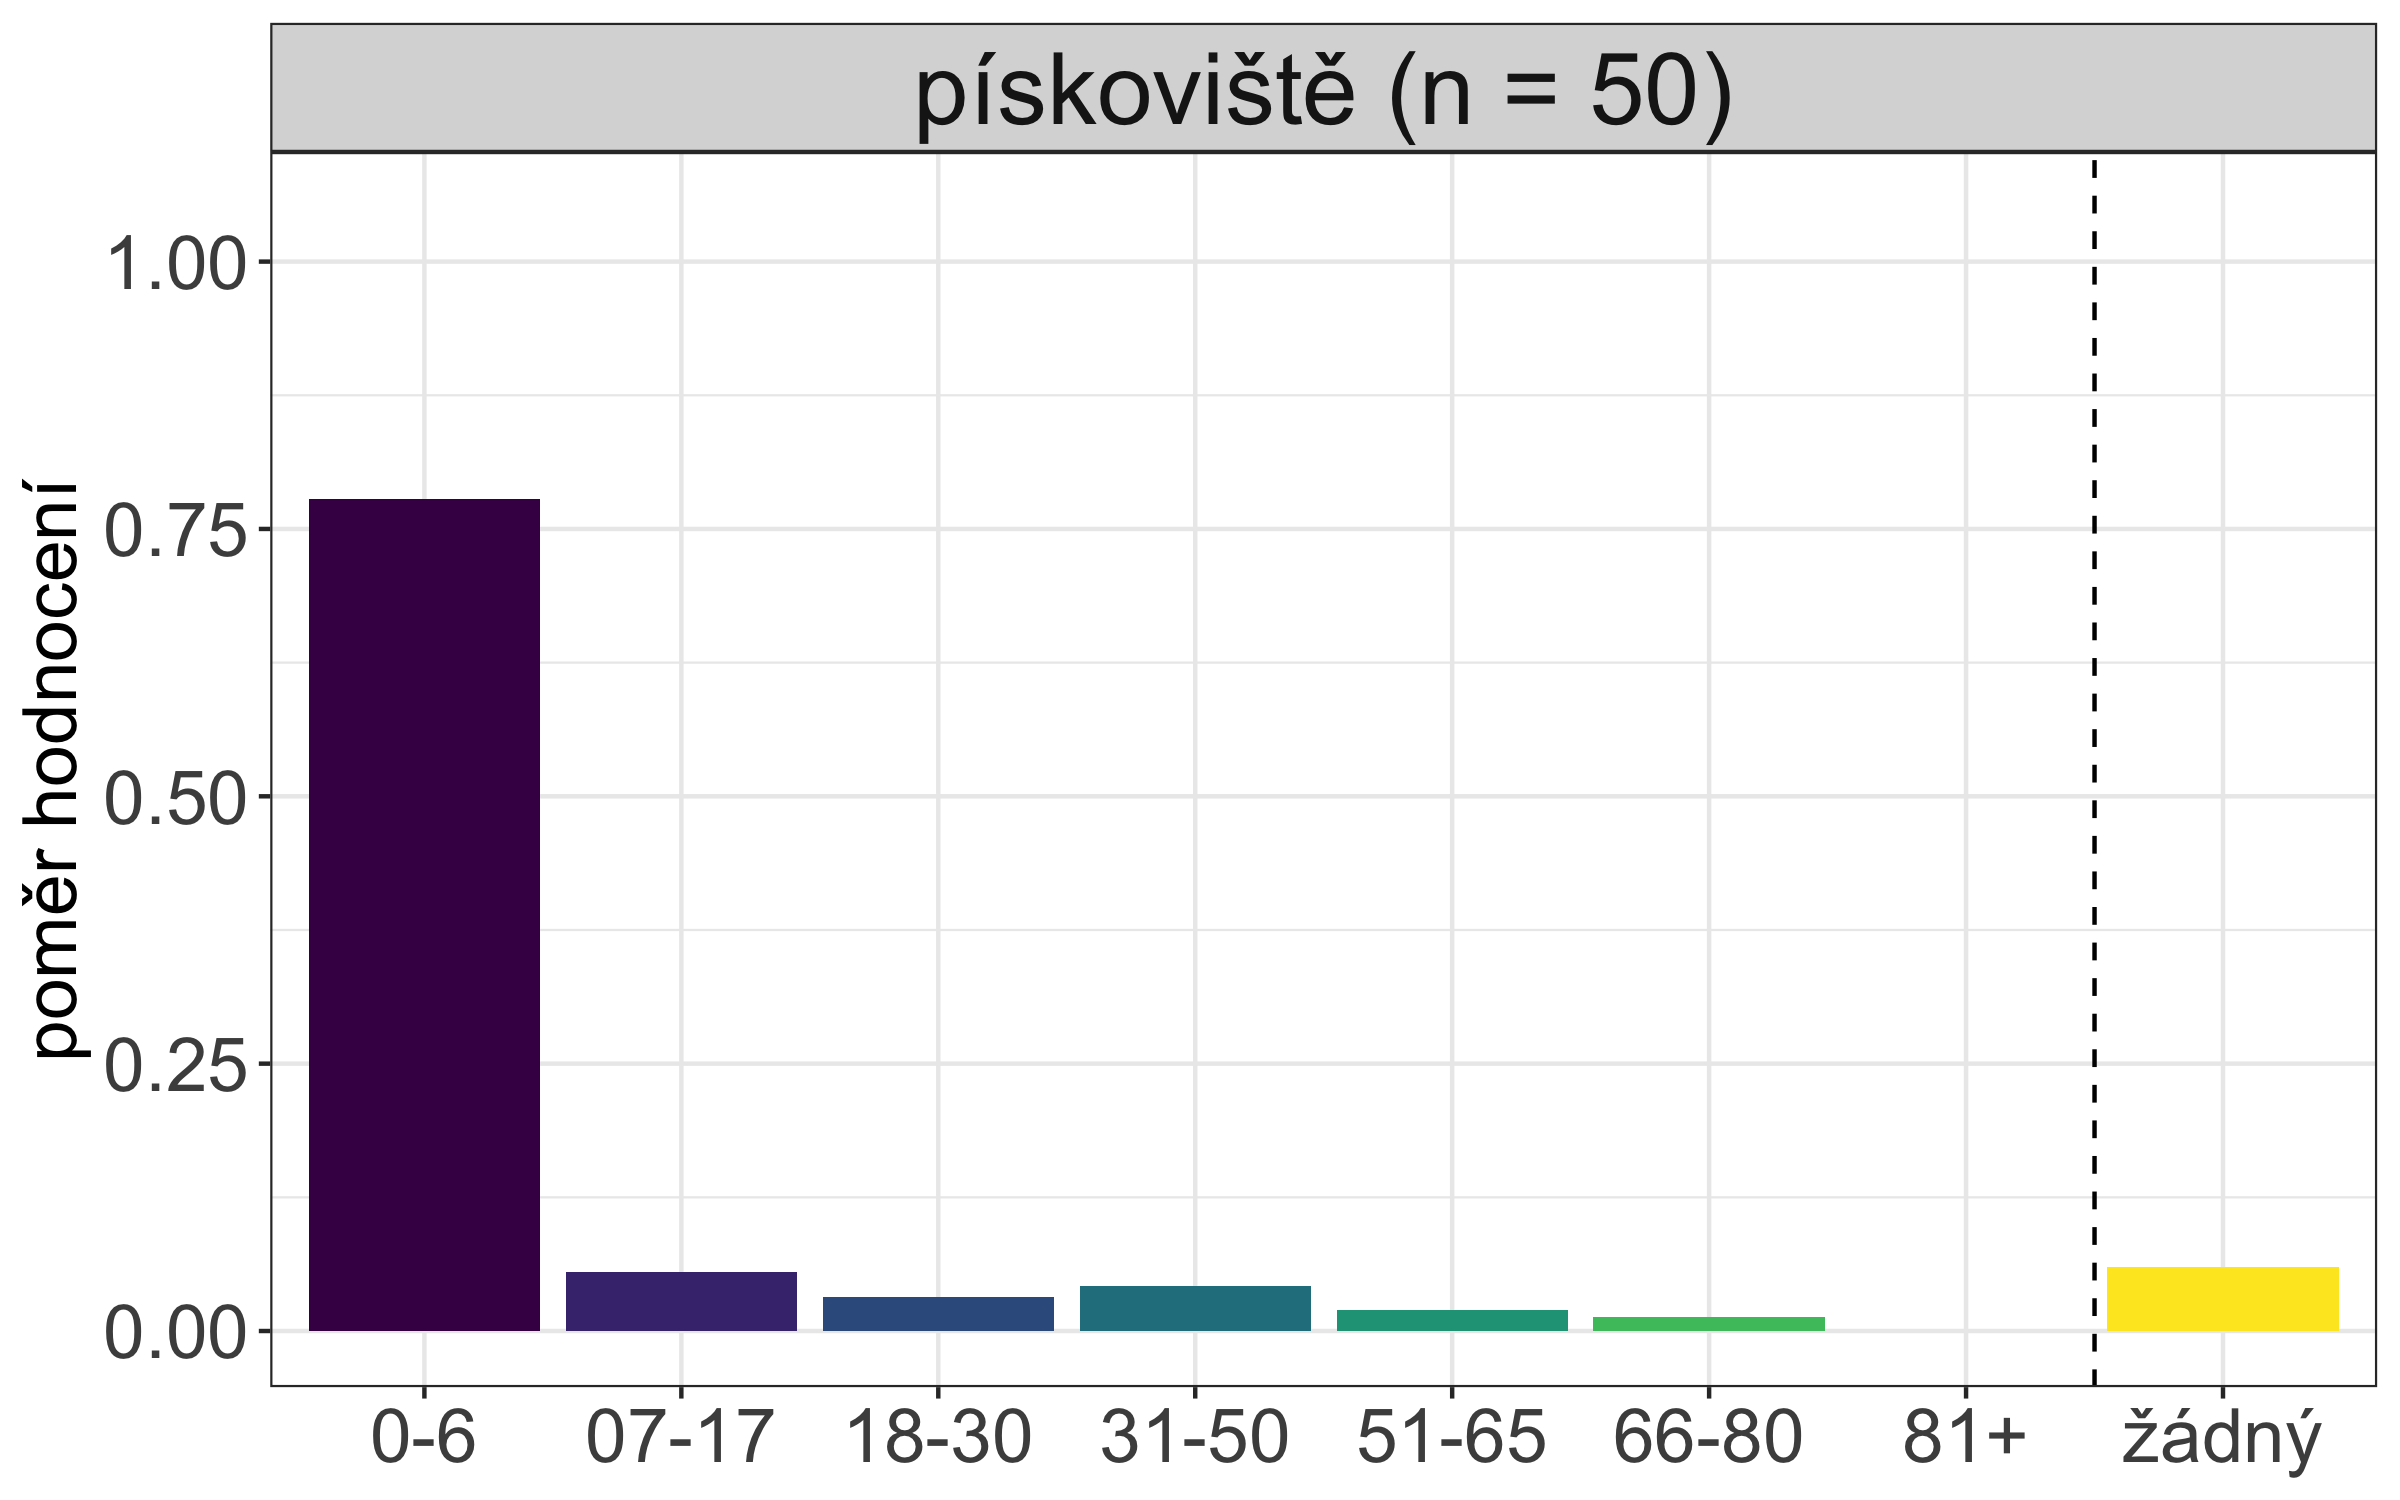 pískoviště (n = 50)
poměr hodnocení
1.00
0.75
0.50
0.25
0.00
0-6 07-17 18-30 31-50 51-65 66-80 81+ žádný